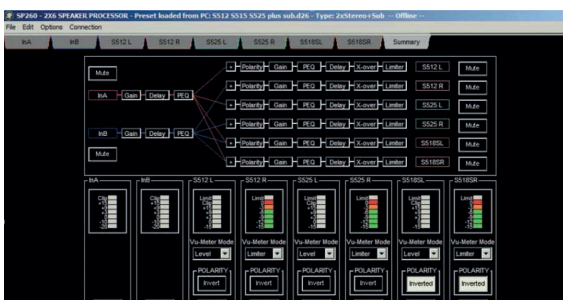 SP260 - 2X6 SPEAKER PROCESSOR - Preset loaded from PC: S512 S515 S525 plus sub.d26 - Type: 2xStereo+Sub -- Offline --
File Edit Options Connection
InA InB S512 L S512 R S525 L S525 R S518SL S518SR Summary
Mute + Polarity Gain PEQ Delay X-over Limiter S512 L Mute
+ Polarity Gain PEQ Delay X-over Limiter S512 R Mute
InA Gain Delay PEQ + Polarity Gain PEQ Delay X-over Limiter S525 L Mute
+ Polarity Gain PEQ Delay X-over Limiter S525 R Mute
InB Gain Delay PEQ + Polarity Gain PEQ Delay X-over Limiter S518SL Mute
Mute + Polarity Gain PEQ Delay X-over Limiter S518SR Mute
InA InB S512 L S512 R S525 L S525 R S518SL S518SR
Clip Clip Limit Limit Limit Limit Limit Limit
Vu-Meter Mode Vu-Meter Mode Vu-Meter Mode Vu-Meter Mode Vu-Meter Mode Vu-Meter Mode
Level Limiter Level Limiter Level Limiter
POLARITY POLARITY POLARITY POLARITY POLARITY POLARITY
Invert Invert Invert Invert Inverted Inverted